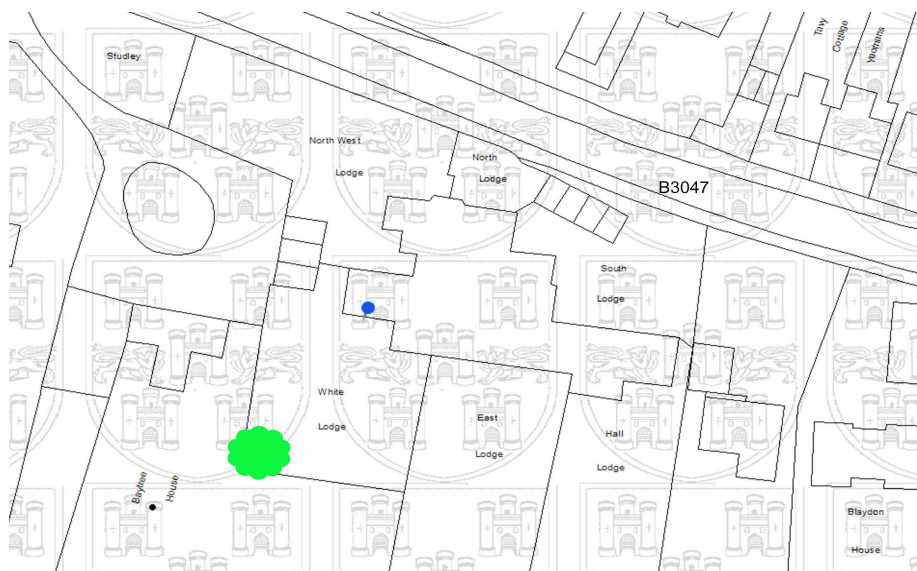 Studley
Tavy
Cottage
Yeomans
North West
Lodge
North
Lodge
B3047
South
Lodge
White
Lodge
East
Lodge
Hall
Lodge
Baytree
House
Blaydon
House